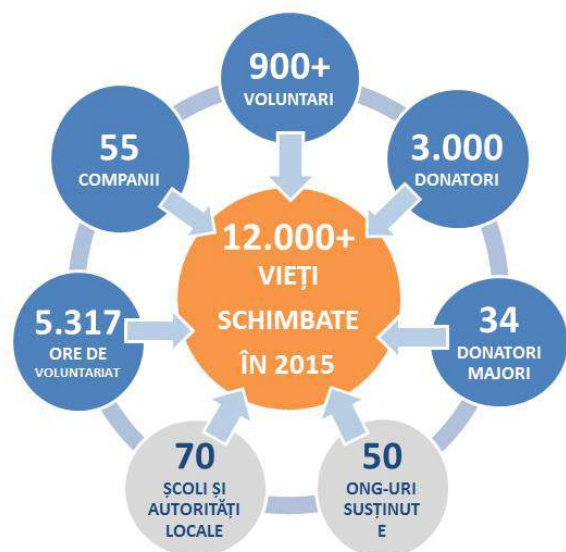 900+
VOLUNTARI
3.000
DONATORI
55
COMPANII
12.000+
VIEȚI
SCHIMBATE
ÎN 2015
5.317
ORE DE
VOLUNTARIAT
34
DONATORI
MAJORI
70
ȘCOLI ȘI
AUTORITĂȚI
LOCALE
50
ONG-URI
SUSȚINUT
E